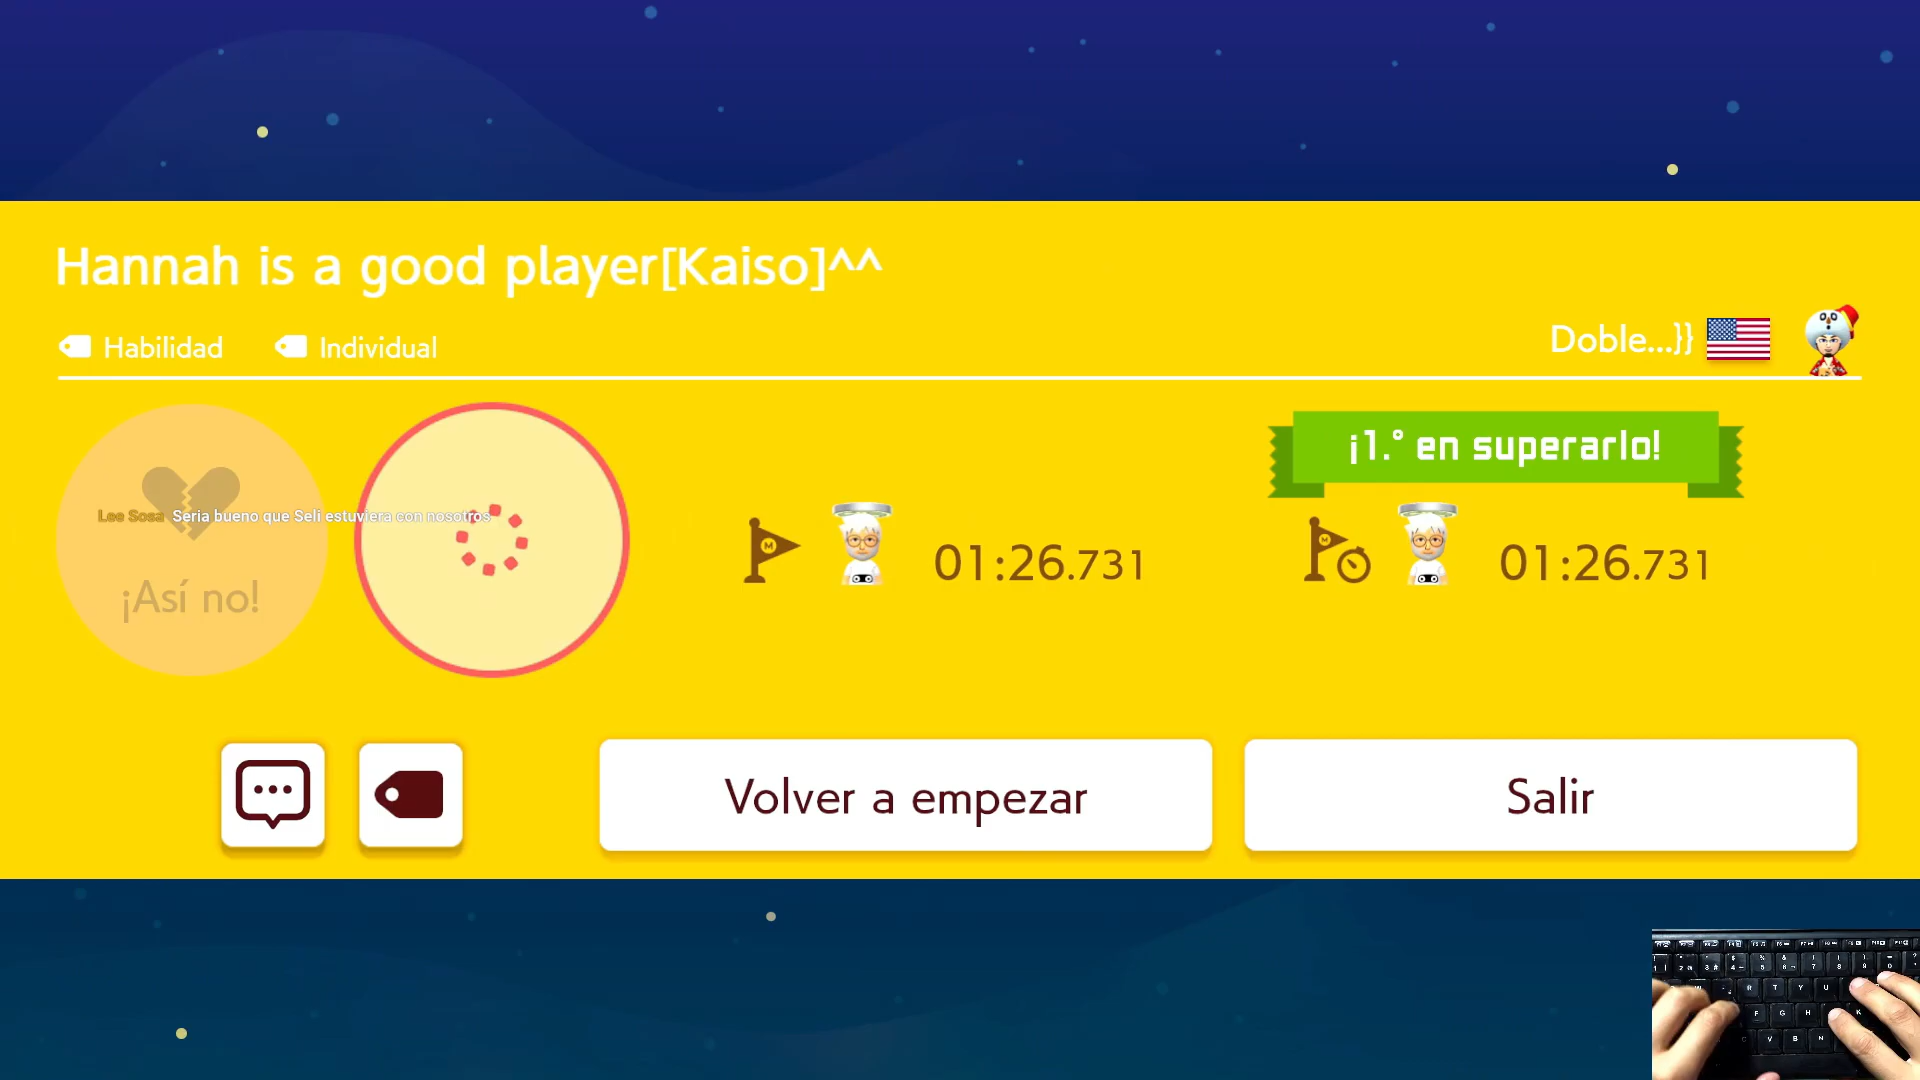 Hannah is a good player[Kaiso]^^
Habilidad
Individual
Doble...}}
¡1.° en superarlo!
Lee Sosa Seria bueno que Seli estuviera con nosotros
M
01:26.731
M
01:26.731
¡Así no!
Volver a empezar
Salir